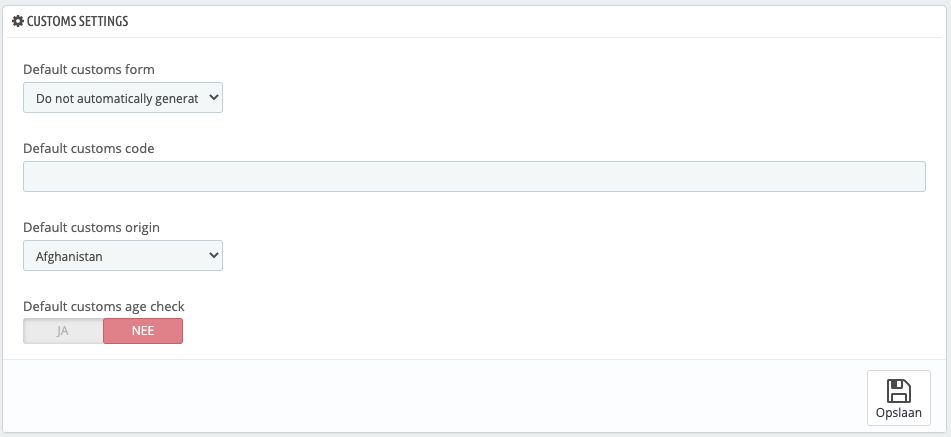 CUSTOMS SETTINGS
Default customs form
Do not automatically generat
Default customs code
Default customs origin
Afghanistan
Default customs age check
JA NEE
Opslaan